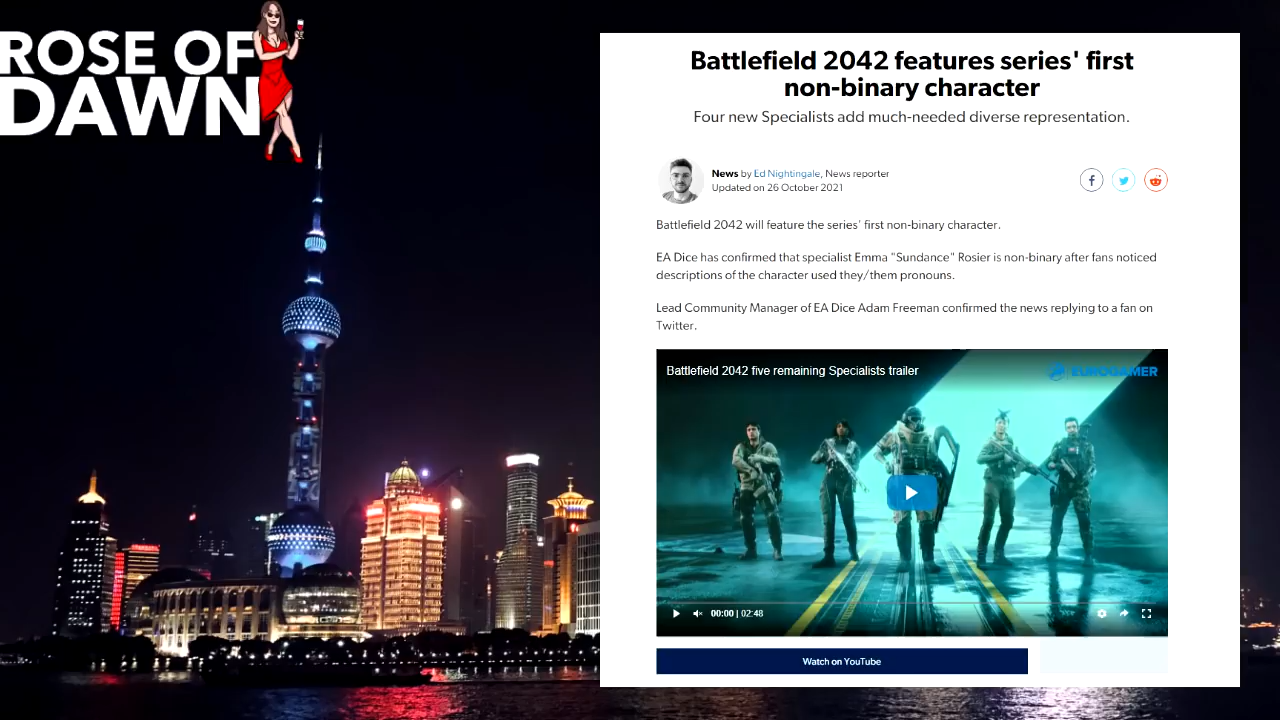 ROSE OF
DAWN
Battlefield 2042 features series' first
non-binary character
Four new Specialists add much-needed diverse representation.
News by Ed Nightingale, News reporter
Updated on 26 October 2021
Battlefield 2042 will feature the series' first non-binary character.
EA Dice has confirmed that specialist Emma "Sundance" Rosier is non-binary after fans noticed
descriptions of the character used they/them pronouns.
Lead Community Manager of EA Dice Adam Freeman confirmed the news replying to a fan on
Twitter.
Battlefield 2042 five remaining Specialists trailer
EUROGAMER
00:00 | 02:48
Watch on YouTube